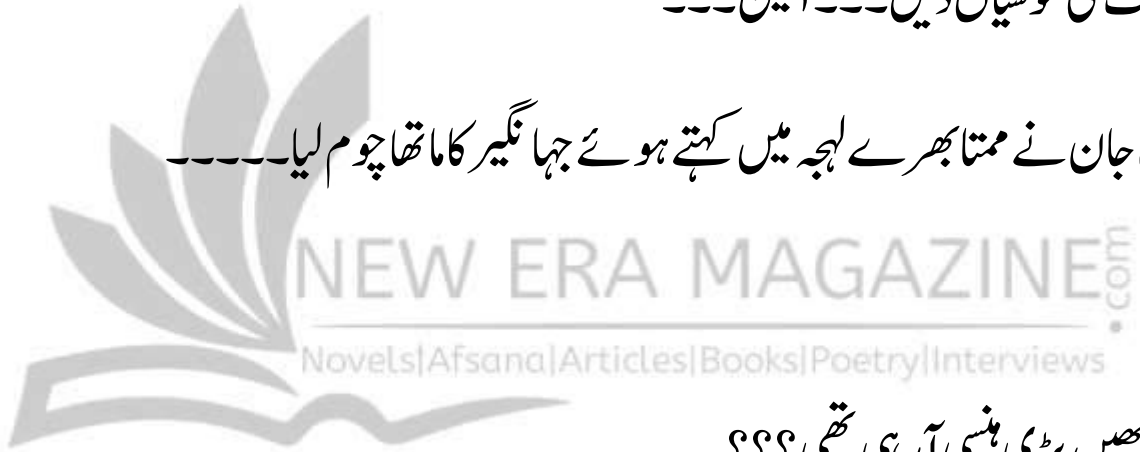 کی خوشیاں دیں۔۔۔ آمین۔۔۔
جان نے ممتا بھرے لہجہ میں کہتے ہوئے جہانگیر کا ماتھا چوم لیا۔۔۔۔۔
NEW ERA MAGAZINE.com
Novels|Afsana|Articles|Books|Poetry|Interviews
بڑی ہنسی آ رہی تھی؟؟؟